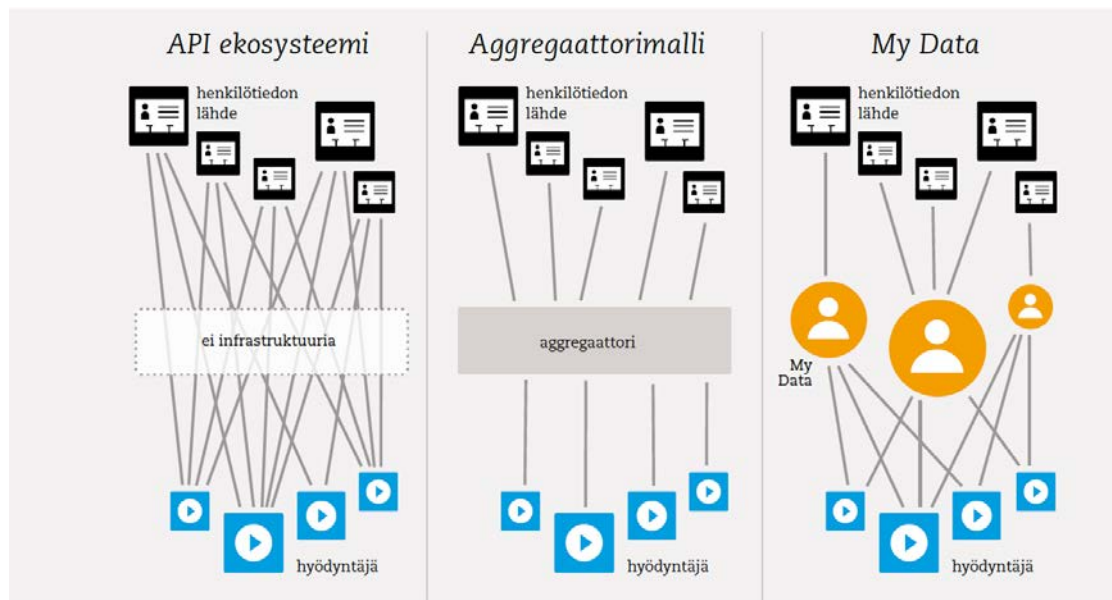 API ekosysteemi
henkilötiedon
lähde
ei infrastruktuuria
hyödyntäjä
Aggregaattorimalli
henkilötiedon
lähde
aggregaattori
hyödyntäjä
My Data
henkilötiedon
lähde
My
Data
hyödyntäjä